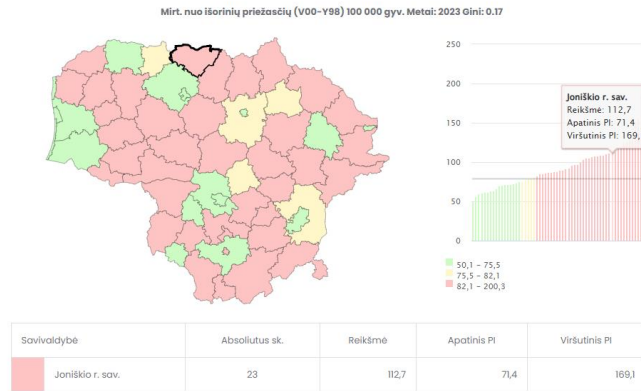 Mirt. nuo išorinių priežasčių (V00-Y98) 100 000 gyv. Metai: 2023 Gini: 0.17
250
200
150
100
50
0
Joniškio r. sav.
Reikšmė: 112,7
Apatinis PI: 71,4
Viršutinis PI: 169,
50,1 – 75,5
75,5 – 82,1
82,1 – 200,3
Savivaldybė Absoliutus sk. Reikšmė Apatinis PI Viršutinis PI
Joniškio r. sav. 23 112,7 71,4 169,1